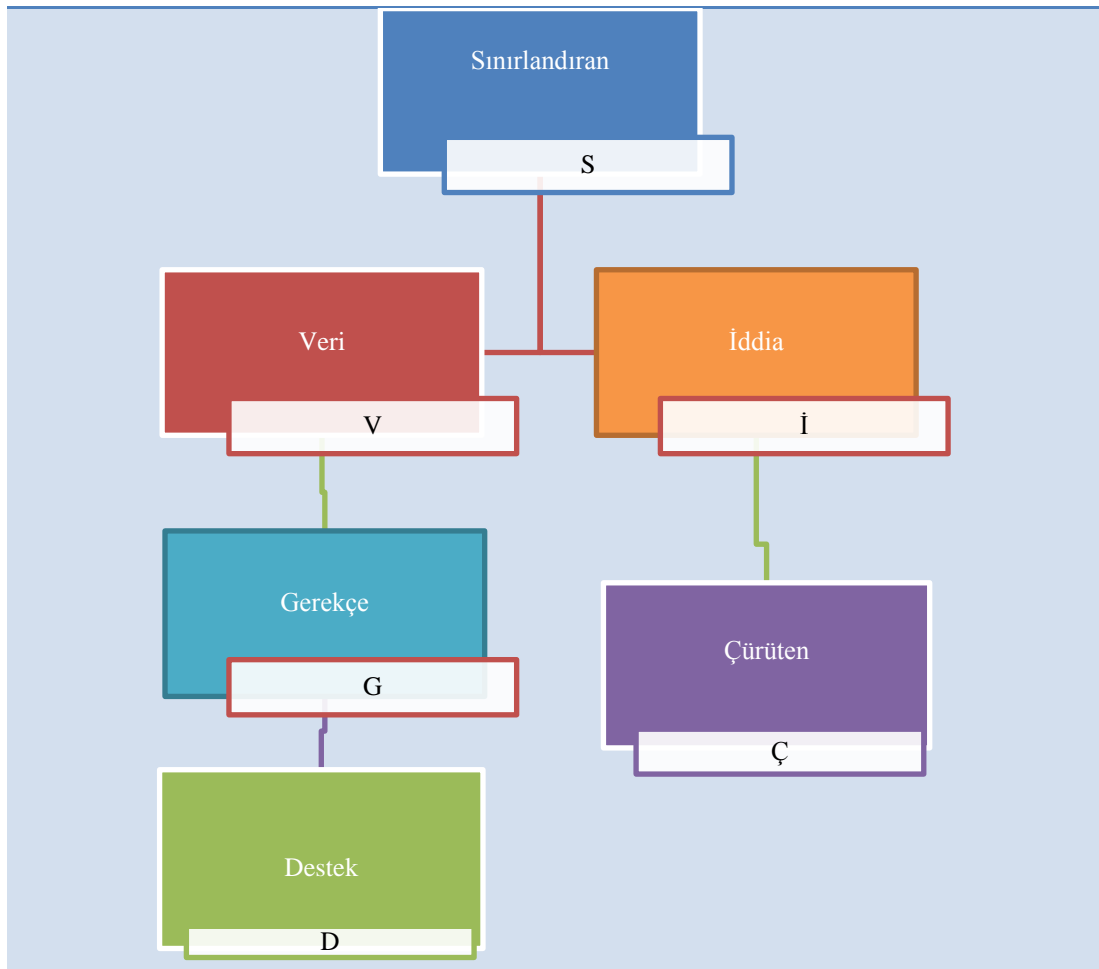 Sınırlandıran
S
Veri
V
İddia
İ
Gerekçe
G
Çürüten
Ç
Destek
D